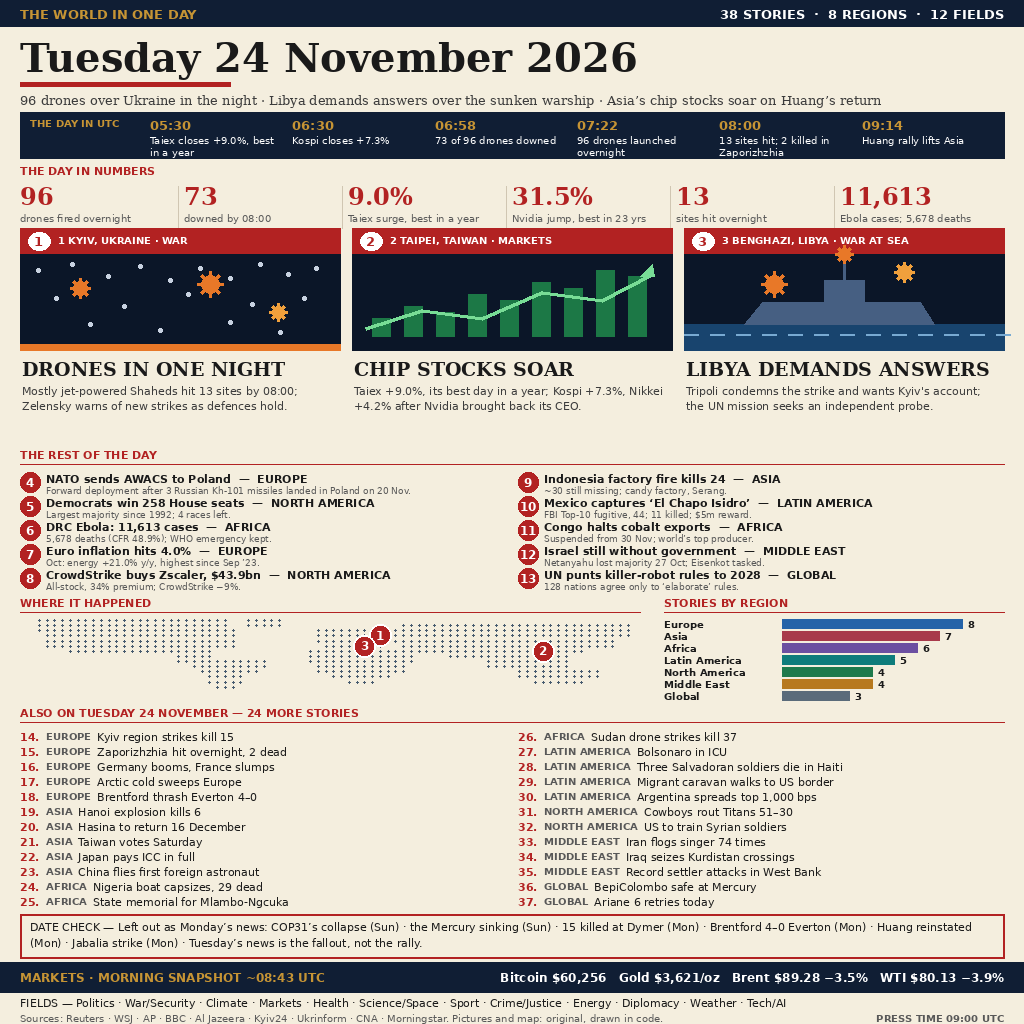 THE WORLD IN ONE DAY
38 STORIES · 8 REGIONS · 12 FIELDS
Tuesday 24 November 2026
96 drones over Ukraine in the night · Libya demands answers over the sunken warship · Asia’s chip stocks soar on Huang’s return
THE DAY IN UTC
05:30
Taiex closes +9.0%, best
in a year
06:30
Kospi closes +7.3%
06:58
73 of 96 drones downed
07:22
96 drones launched
overnight
08:00
13 sites hit; 2 killed in
Zaporizhzhia
09:14
Huang rally lifts Asia
THE DAY IN NUMBERS
96
drones fired overnight
73
downed by 08:00
9.0%
Taiex surge, best in a year
31.5%
Nvidia jump, best in 23 yrs
13
sites hit overnight
11,613
Ebola cases; 5,678 deaths
1 1 KYIV, UKRAINE · WAR
DRONES IN ONE NIGHT
Mostly jet-powered Shaheds hit 13 sites by 08:00;
Zelensky warns of new strikes as defences hold.
2 2 TAIPEI, TAIWAN · MARKETS
CHIP STOCKS SOAR
Taiex +9.0%, its best day in a year; Kospi +7.3%, Nikkei
+4.2% after Nvidia brought back its CEO.
3 3 BENGHAZI, LIBYA · WAR AT SEA
LIBYA DEMANDS ANSWERS
Tripoli condemns the strike and wants Kyiv's account;
the UN mission seeks an independent probe.
THE REST OF THE DAY
4 NATO sends AWACS to Poland — EUROPE
Forward deployment after 3 Russian Kh-101 missiles landed in Poland on 20 Nov.
5 Democrats win 258 House seats — NORTH AMERICA
Largest majority since 1992; 4 races left.
6 DRC Ebola: 11,613 cases — AFRICA
5,678 deaths (CFR 48.9%); WHO emergency kept.
7 Euro inflation hits 4.0% — EUROPE
Oct: energy +21.0% y/y, highest since Sep ’23.
8 CrowdStrike buys Zscaler, $43.9bn — NORTH AMERICA
All-stock, 34% premium; CrowdStrike −9%.
9 Indonesia factory fire kills 24 — ASIA
~30 still missing; candy factory, Serang.
10 Mexico captures ‘El Chapo Isidro’ — LATIN AMERICA
FBI Top-10 fugitive, 44; 11 killed; $5m reward.
11 Congo halts cobalt exports — AFRICA
Suspended from 30 Nov; world’s top producer.
12 Israel still without government — MIDDLE EAST
Netanyahu lost majority 27 Oct; Eisenkot tasked.
13 UN punts killer-robot rules to 2028 — GLOBAL
128 nations agree only to ‘elaborate’ rules.
WHERE IT HAPPENED
1
3
2
STORIES BY REGION
Europe 8
Asia 7
Africa 6
Latin America 5
North America 4
Middle East 4
Global 3
ALSO ON TUESDAY 24 NOVEMBER — 24 MORE STORIES
14. EUROPE Kyiv region strikes kill 15
15. EUROPE Zaporizhzhia hit overnight, 2 dead
16. EUROPE Germany booms, France slumps
17. EUROPE Arctic cold sweeps Europe
18. EUROPE Brentford thrash Everton 4–0
19. ASIA Hanoi explosion kills 6
20. ASIA Hasina to return 16 December
21. ASIA Taiwan votes Saturday
22. ASIA Japan pays ICC in full
23. ASIA China flies first foreign astronaut
24. AFRICA Nigeria boat capsizes, 29 dead
25. AFRICA State memorial for Mlambo-Ngcuka
26. AFRICA Sudan drone strikes kill 37
27. LATIN AMERICA Bolsonaro in ICU
28. LATIN AMERICA Three Salvadoran soldiers die in Haiti
29. LATIN AMERICA Migrant caravan walks to US border
30. LATIN AMERICA Argentina spreads top 1,000 bps
31. NORTH AMERICA Cowboys rout Titans 51–30
32. NORTH AMERICA US to train Syrian soldiers
33. MIDDLE EAST Iran flogs singer 74 times
34. MIDDLE EAST Iraq seizes Kurdistan crossings
35. MIDDLE EAST Record settler attacks in West Bank
36. GLOBAL BepiColombo safe at Mercury
37. GLOBAL Ariane 6 retries today
DATE CHECK — Left out as Monday’s news: COP31’s collapse (Sun) · the Mercury sinking (Sun) · 15 killed at Dymer (Mon) · Brentford 4–0 Everton (Mon) · Huang reinstated
(Mon) · Jabalia strike (Mon) · Tuesday’s news is the fallout, not the rally.
MARKETS · MORNING SNAPSHOT ~08:43 UTC
Bitcoin $60,256 Gold $3,621/oz Brent $89.28 −3.5% WTI $80.13 −3.9%
FIELDS — Politics · War/Security · Climate · Markets · Health · Science/Space · Sport · Crime/Justice · Energy · Diplomacy · Weather · Tech/AI
Sources: Reuters · WSJ · AP · BBC · Al Jazeera · Kyiv24 · Ukrinform · CNA · Morningstar. Pictures and map: original, drawn in code.
PRESS TIME 09:00 UTC